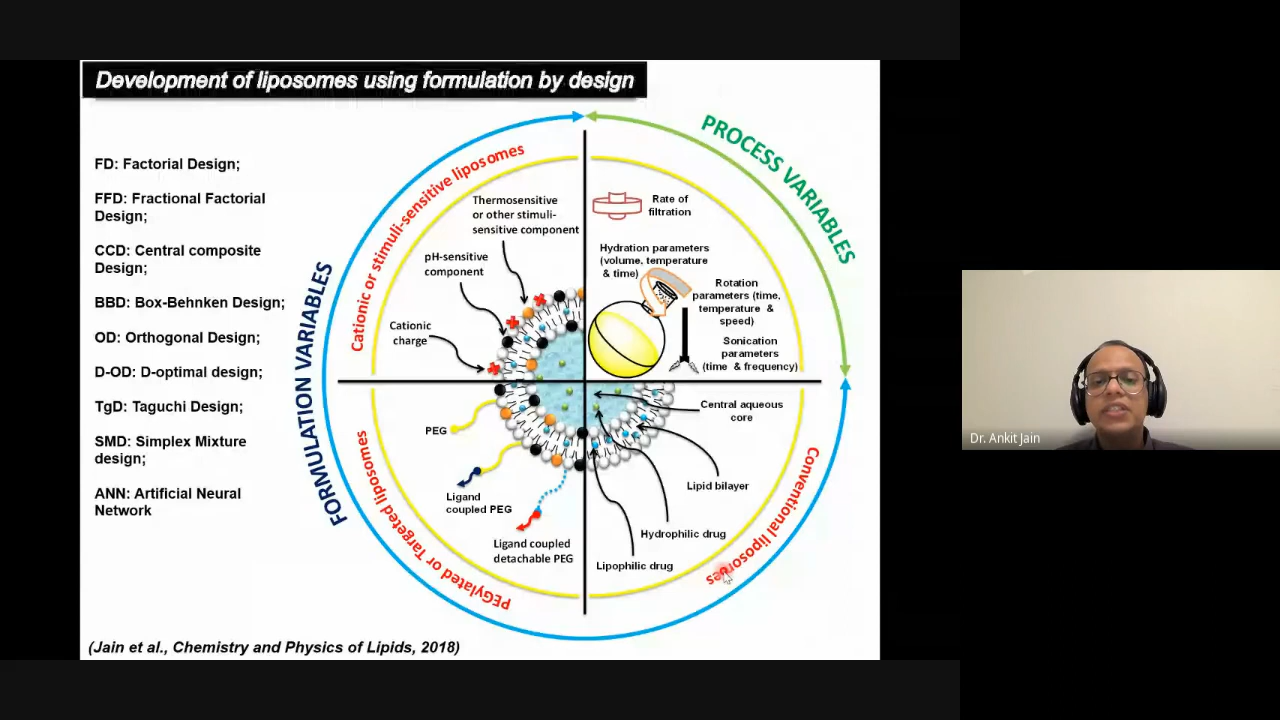 Development of liposomes using formulation by design
FD: Factorial Design;
FFD: Fractional Factorial
Design;
CCD: Central composite
Design;
BBD: Box-Behnken Design;
OD: Orthogonal Design;
D-OD: D-optimal design;
TgD: Taguchi Design;
SMD: Simplex Mixture
design;
ANN: Artificial Neural
Network
FORMULATION VARIABLES
PROCESS VARIABLES
Cationic or stimuli-sensitive liposomes
Thermosensitive
or other stimuli-
sensitive component
pH-sensitive
component
Cationic
charge
Rate of
filtration
Hydration parameters
(volume, temperature
& time)
Rotation
parameters (time,
temperature &
speed)
Sonication
parameters
(time & frequency)
PEGylated or Targeted liposomes
PEG
Ligand
coupled PEG
Ligand coupled
detachable PEG
Central aqueous
core
Lipid bilayer
Hydrophilic drug
Lipophilic drug
Conventional liposomes
(Jain et al., Chemistry and Physics of Lipids, 2018)
Dr. Ankit Jain